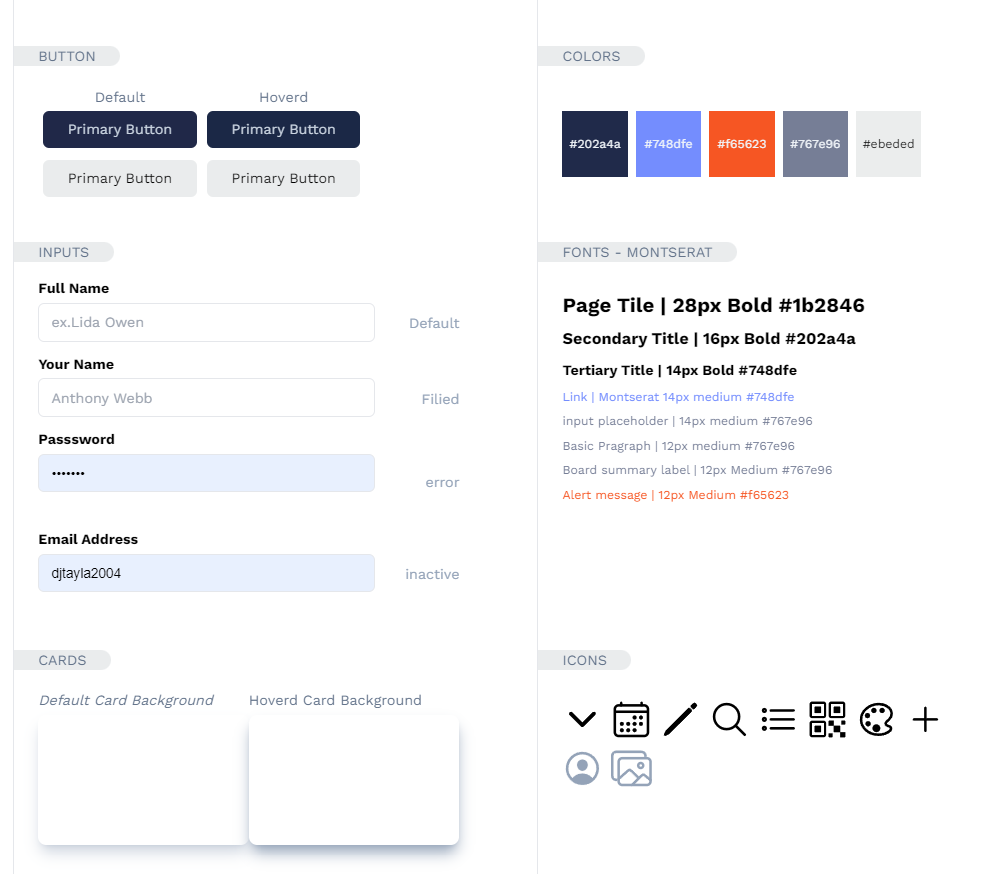 BUTTON
Default
Hoverd
Primary Button
Primary Button
Primary Button
Primary Button
INPUTS
Full Name
ex.Lida Owen
Default
Your Name
Anthony Webb
Filied
Passsword
•••••••
error
Email Address
djtayla2004
inactive
CARDS
Default Card Background
Hoverd Card Background
COLORS
#202a4a
#748dfe
#f65623
#767e96
#ebeded
FONTS - MONTSERAT
Page Tile | 28px Bold #1b2846
Secondary Title | 16px Bold #202a4a
Tertiary Title | 14px Bold #748dfe
Link | Montserat 14px medium #748dfe
input placeholder | 14px medium #767e96
Basic Pragraph | 12px medium #767e96
Board summary label | 12px Medium #767e96
Alert message | 12px Medium #f65623
ICONS